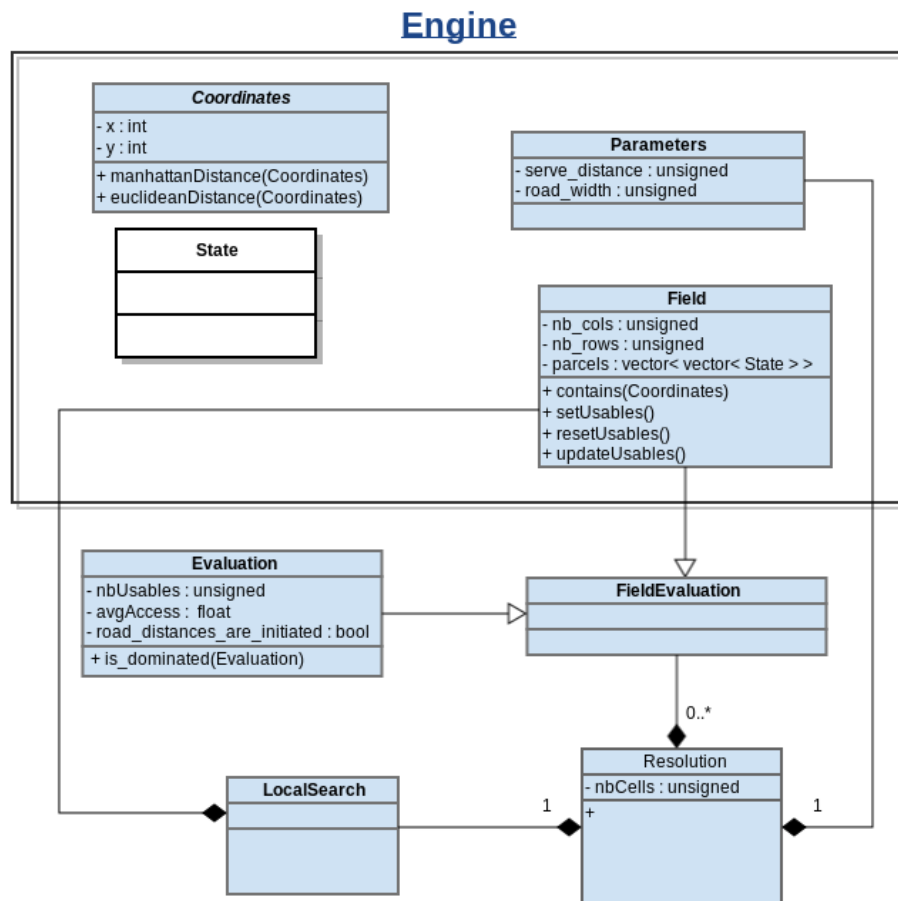 Engine
Coordinates
- x : int
- y : int
+ manhattanDistance(Coordinates)
+ euclideanDistance(Coordinates)
Parameters
- serve_distance : unsigned
- road_width : unsigned
State
Field
- nb_cols : unsigned
- nb_rows : unsigned
- parcels : vector< vector< State > >
+ contains(Coordinates)
+ setUsables()
+ resetUsables()
+ updateUsables()
Evaluation
- nbUsables : unsigned
- avgAccess :  float
- road_distances_are_initiated : bool
+ is_dominated(Evaluation)
FieldEvaluation
0..*
LocalSearch
1
Resolution
- nbCells : unsigned
+
1